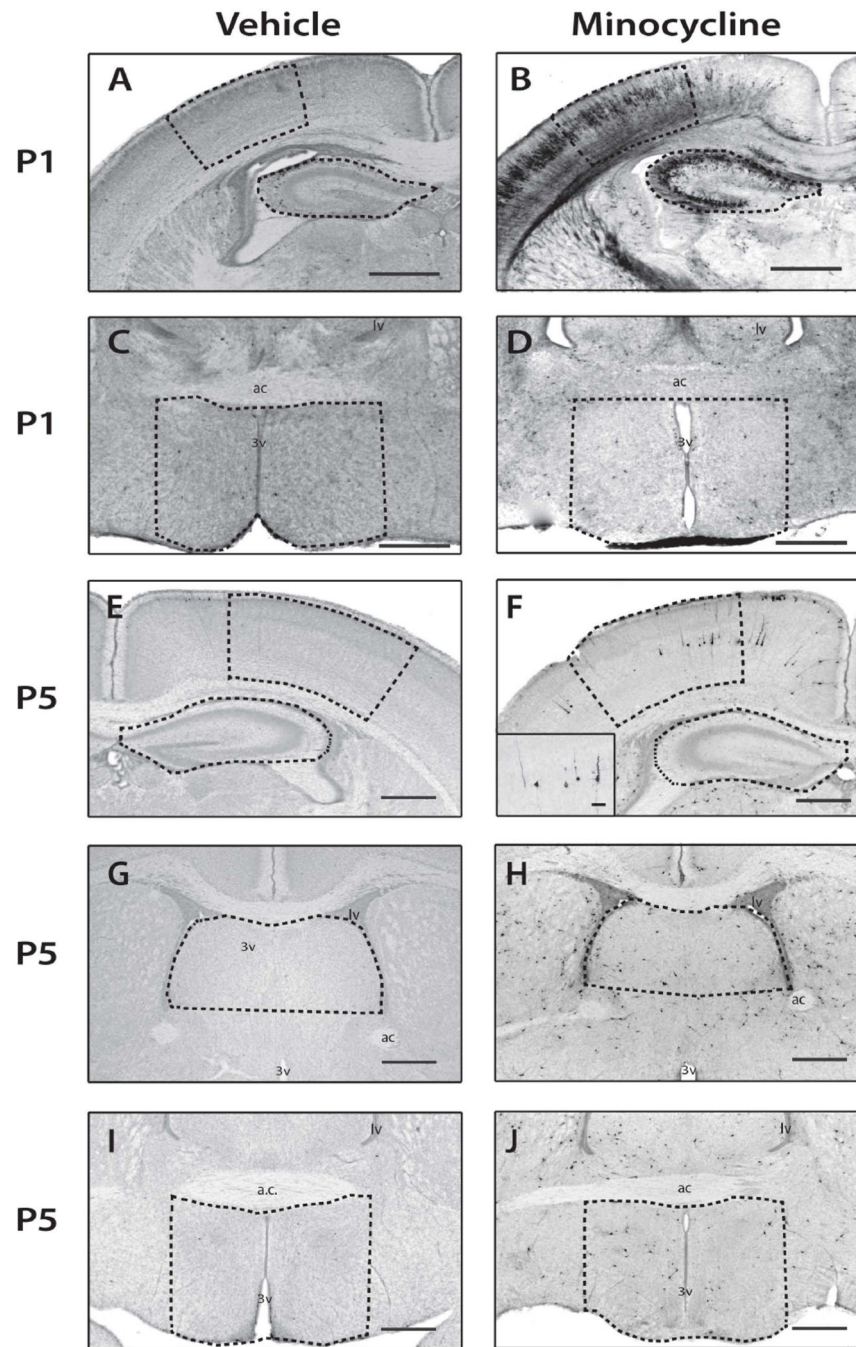 Vehicle Minocycline
P1 A B
P1 C lv ac 3v D lv ac 3v
P5 E F
P5 G lv 3v ac 3v H lv ac 3v
P5 I lv a.c. 3v J lv ac 3v